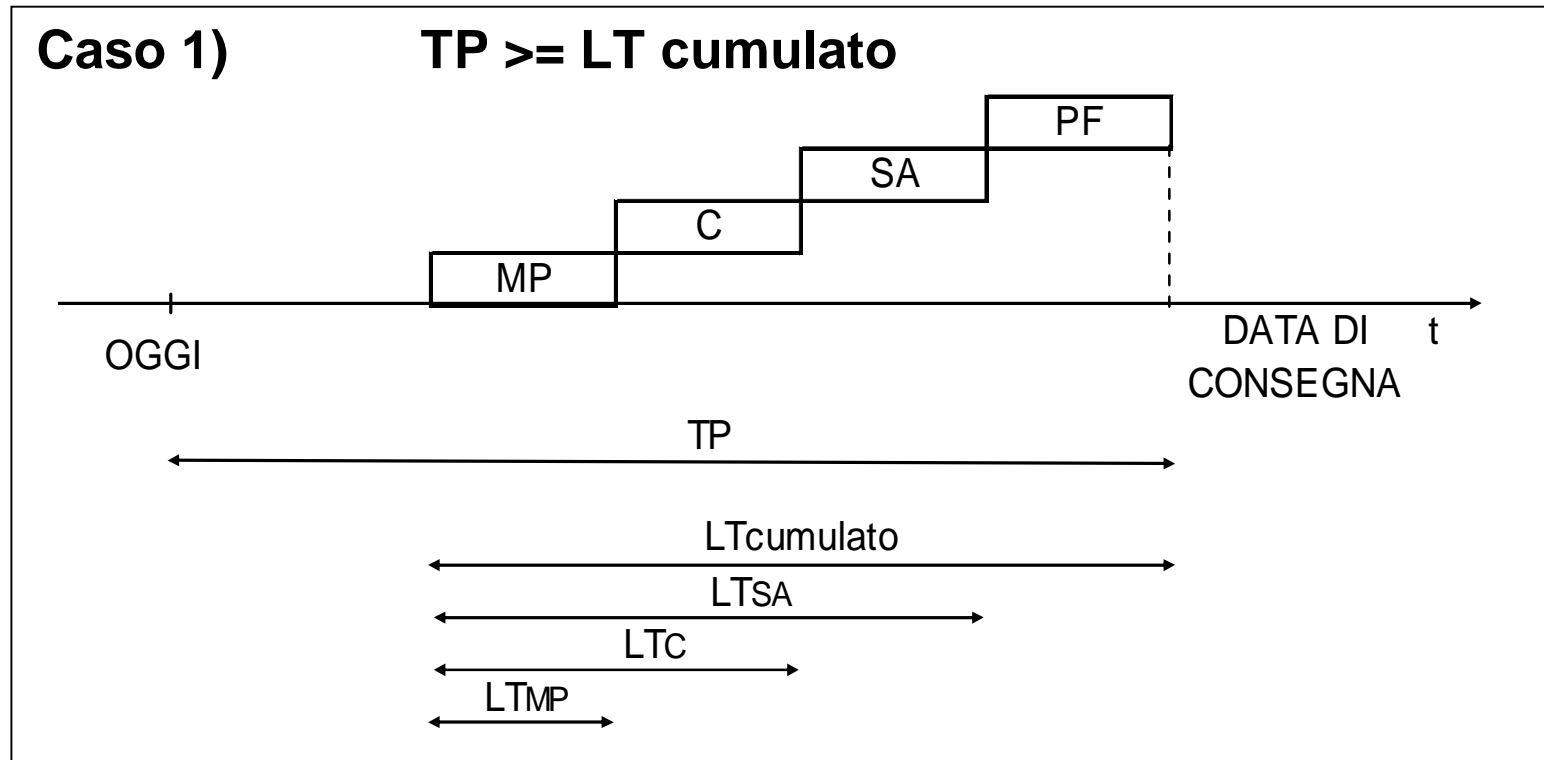 Caso 1) TP >= LT cumulato
PF
SA
C
MP
OGGI
DATA DI t
CONSEGNA
TP
LTcumulato
LTSA
LTC
LTMP